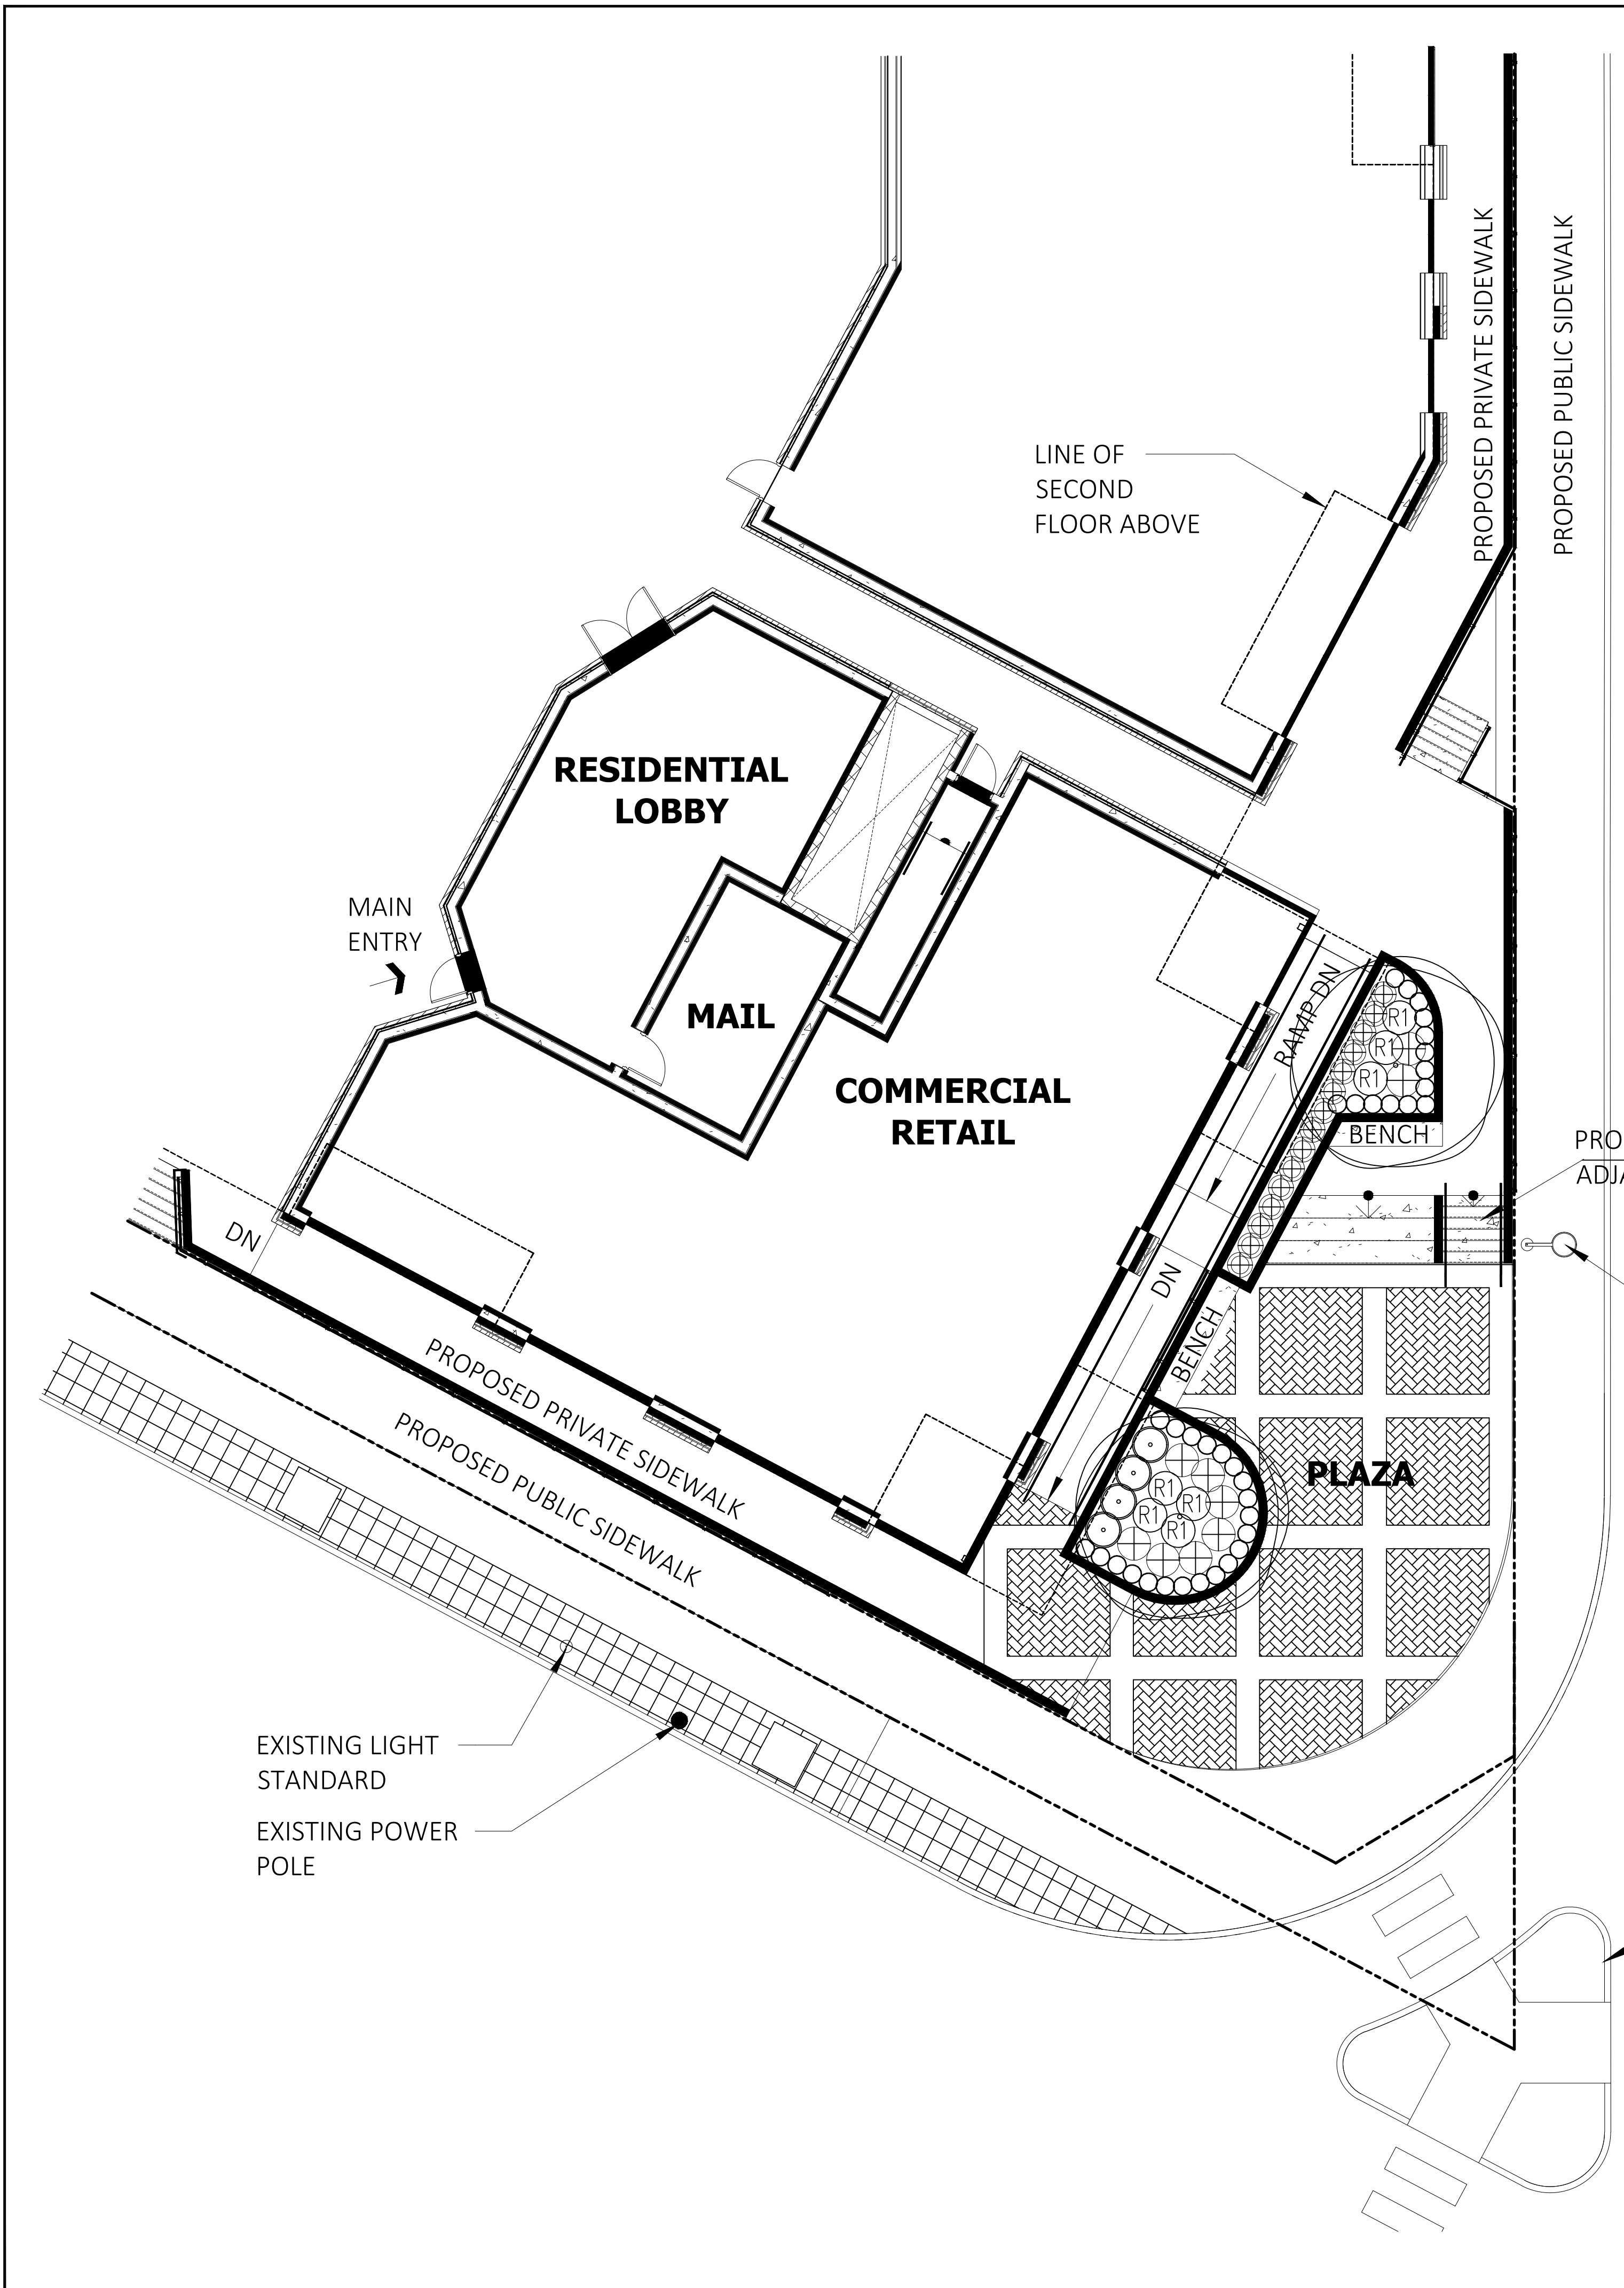 PROPOSED PRIVATE SIDEWALK
PROPOSED PUBLIC SIDEWALK
LINE OF
SECOND
FLOOR ABOVE
RESIDENTIAL
LOBBY
MAIN
ENTRY
MAIL
COMMERCIAL
RETAIL
RAMP DN
R1
R1
R1
BENCH
PRO
ADJA
DN
DN
BENCH
PROPOSED PRIVATE SIDEWALK
PROPOSED PUBLIC SIDEWALK
PLAZA
R1
R1
R1
R1
EXISTING LIGHT
STANDARD
EXISTING POWER
POLE